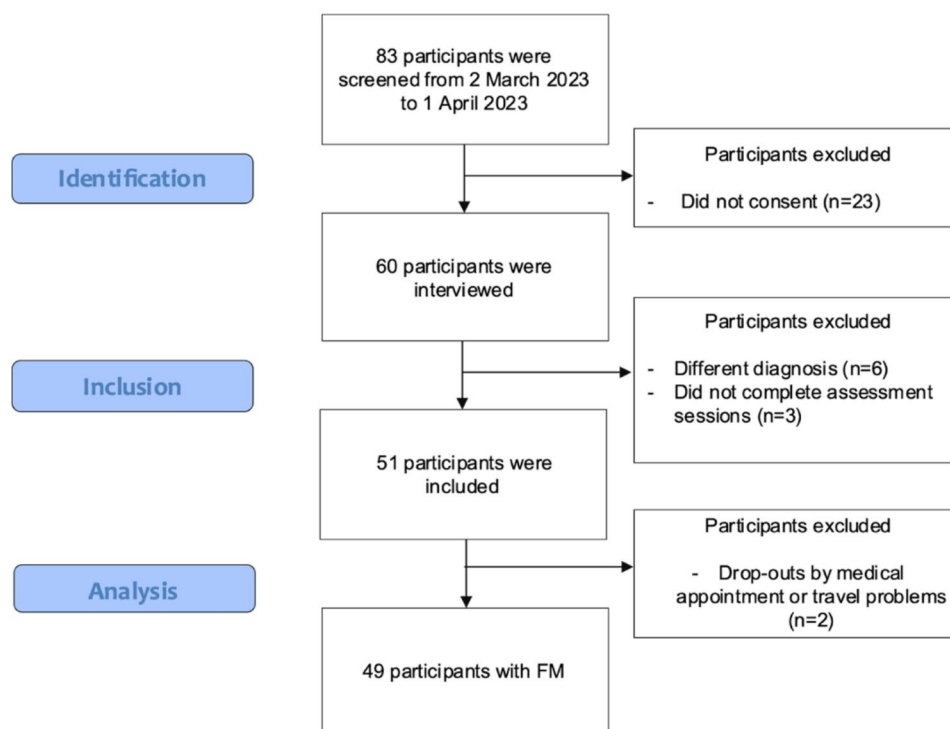 83 participants were
screened from 2 March 2023
to 1 April 2023
Identification
Participants excluded
- Did not consent (n=23)
60 participants were
interviewed
Participants excluded
- Different diagnosis (n=6)
- Did not complete assessment
sessions (n=3)
Inclusion
51 participants were
included
Participants excluded
- Drop-outs by medical
appointment or travel problems
(n=2)
Analysis
49 participants with FM